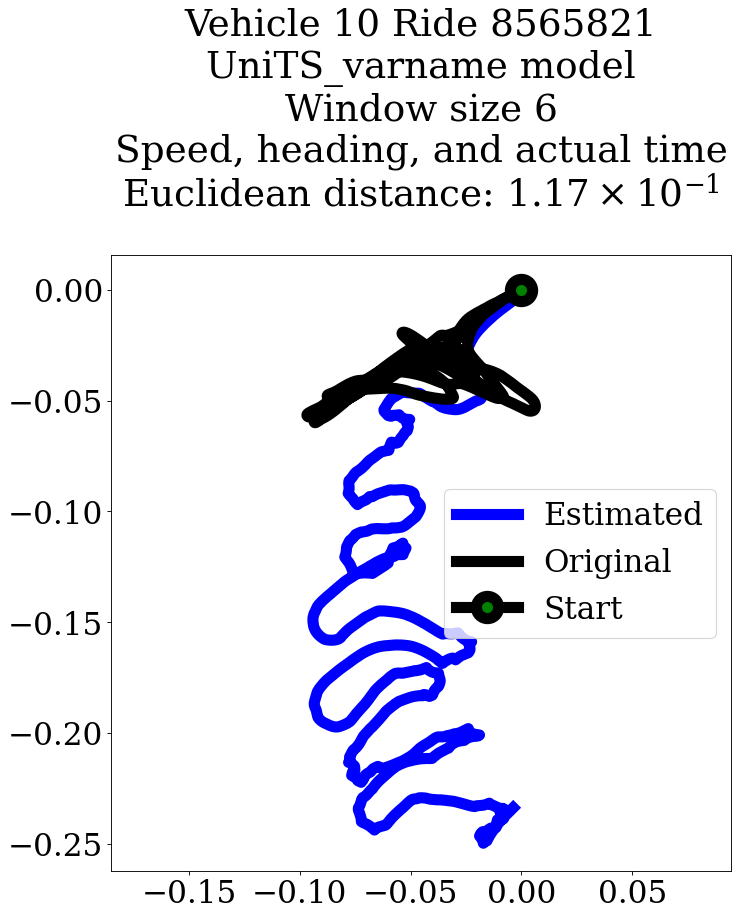 Vehicle 10 Ride 8565821
UniTS_varname model
Window size 6
Speed, heading, and actual time
Euclidean distance: $1.17 \times 10^{-1}$
0.00
−0.05
−0.10
−0.15
−0.20
−0.25
Estimated
Original
Start
−0.15 −0.10 −0.05 0.00 0.05